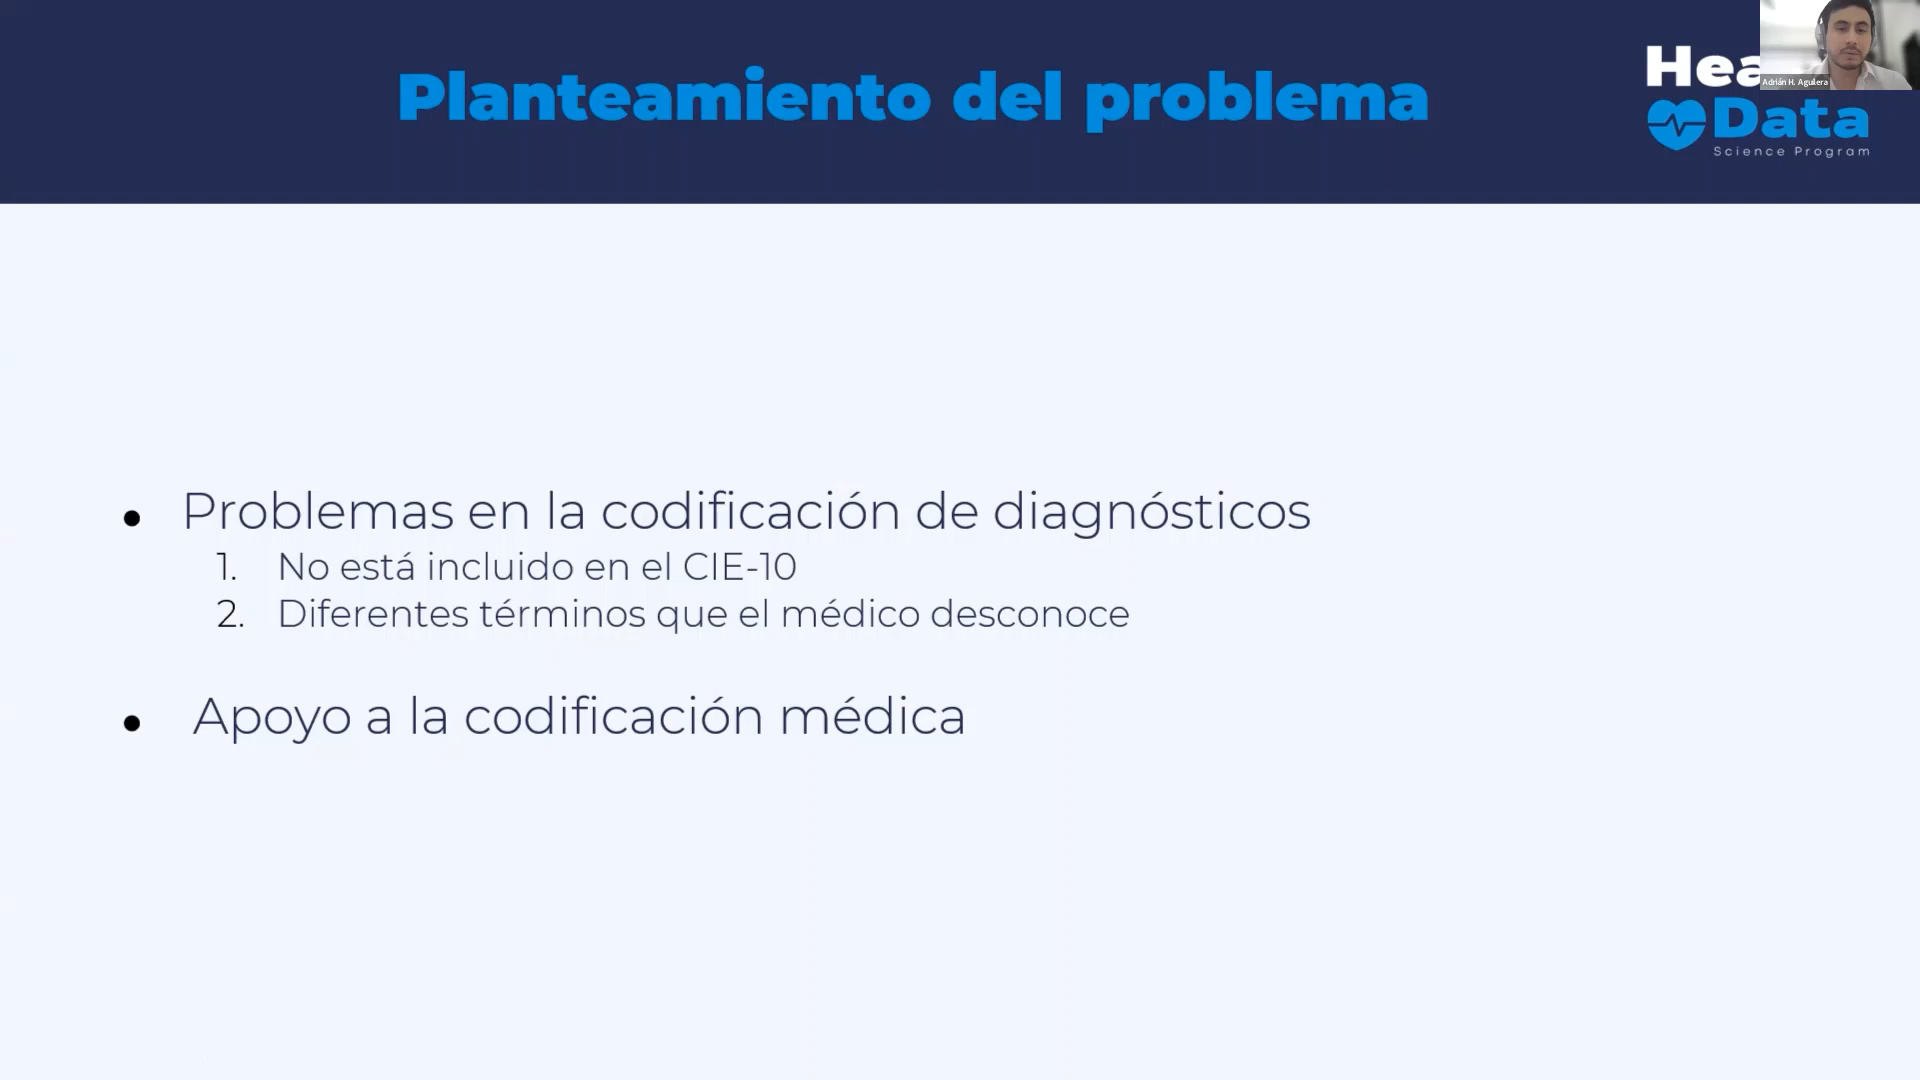 Planteamiento del problema
Adrián H. Aguilera
Data
Science Program
● Problemas en la codificación de diagnósticos
1. No está incluido en el CIE-10
2. Diferentes términos que el médico desconoce
● Apoyo a la codificación médica